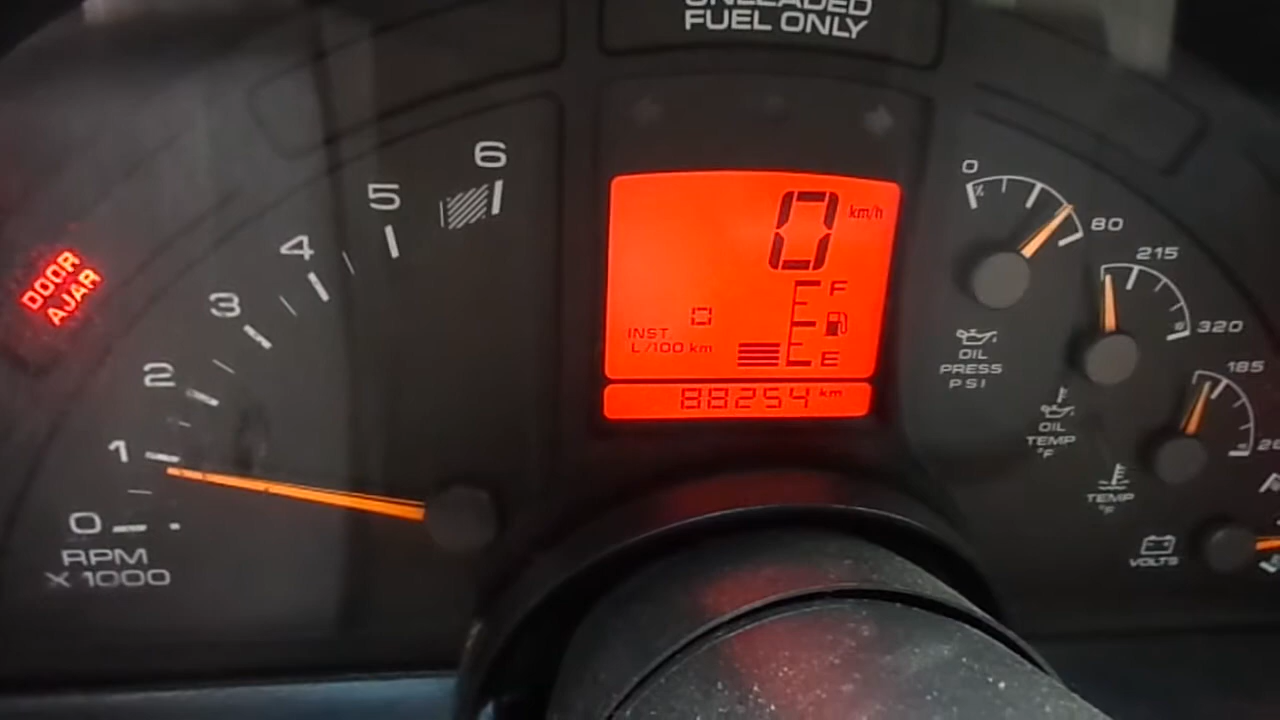 UNLEADED
FUEL ONLY
6
5
4
3
2
1
0
RPM
X 1000
DOOR
AJAR
0 km/h
F
0
INST.
L/100 km
E
88254 km
0
80
OIL
PRESS
PSI
215
320
OIL
TEMP
°F
185
TEMP
°F
VOLTS